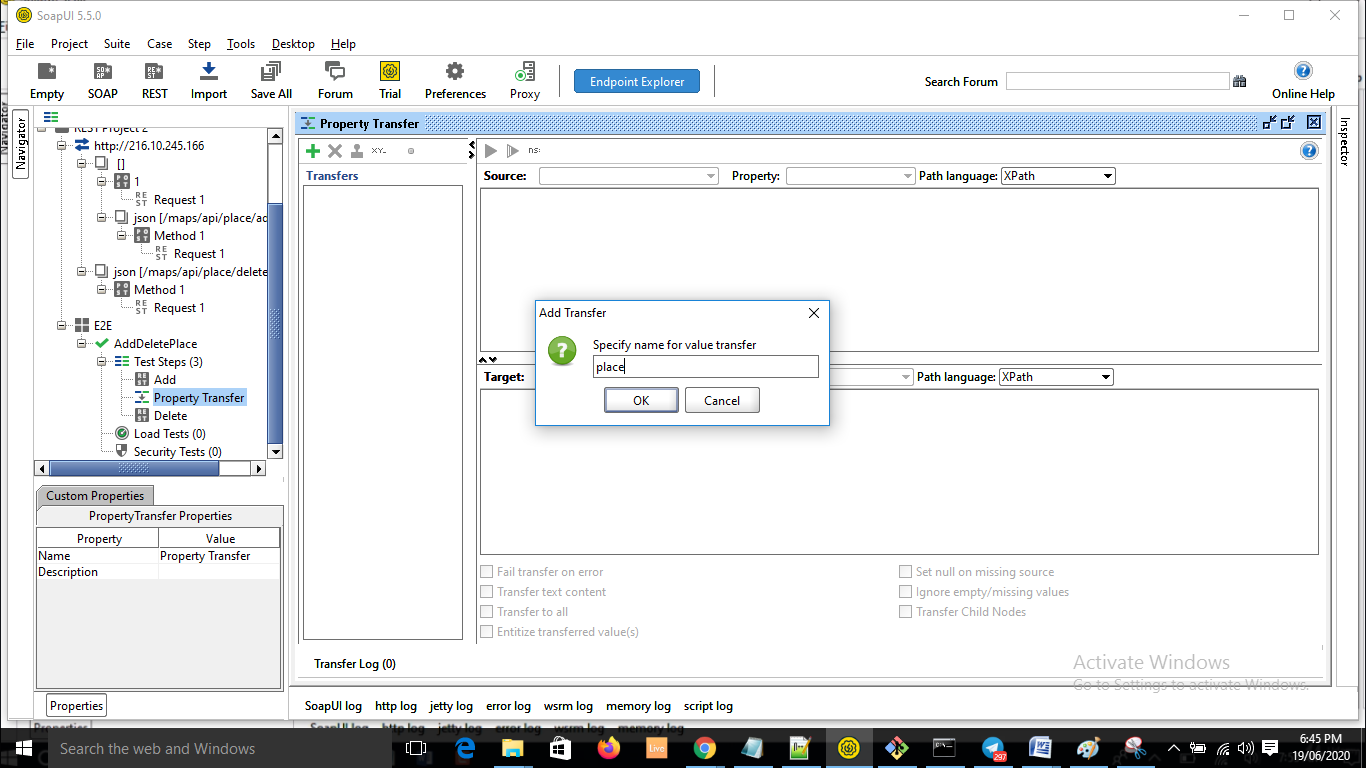 SoapUI 5.5.0
File Project Suite Case Step Tools Desktop Help
Empty SOAP REST Import Save All Forum Trial Preferences Proxy
Endpoint Explorer
Search Forum
Online Help
Navigator
REST Project 2
http://216.10.245.166
[]
1
Request 1
json [/maps/api/place/ad
Method 1
Request 1
json [/maps/api/place/delete
Method 1
Request 1
E2E
AddDeletePlace
Test Steps (3)
Add
Property Transfer
Delete
Load Tests (0)
Security Tests (0)
Custom Properties
PropertyTransfer Properties
Property Value
Name Property Transfer
Description
Properties
Property Transfer
Transfers
ns:
Source: Property: Path language: XPath
Target: Path language: XPath
Add Transfer
Specify name for value transfer
place
OK Cancel
Fail transfer on error Set null on missing source
Transfer text content Ignore empty/missing values
Transfer to all Transfer Child Nodes
Entitize transferred value(s)
Transfer Log (0)
Inspector
Activate Windows
Go to Settings to activate Windows.
SoapUI log http log jetty log error log wsrm log memory log script log
Search the web and Windows
Live
297
6:45 PM
19/06/2020